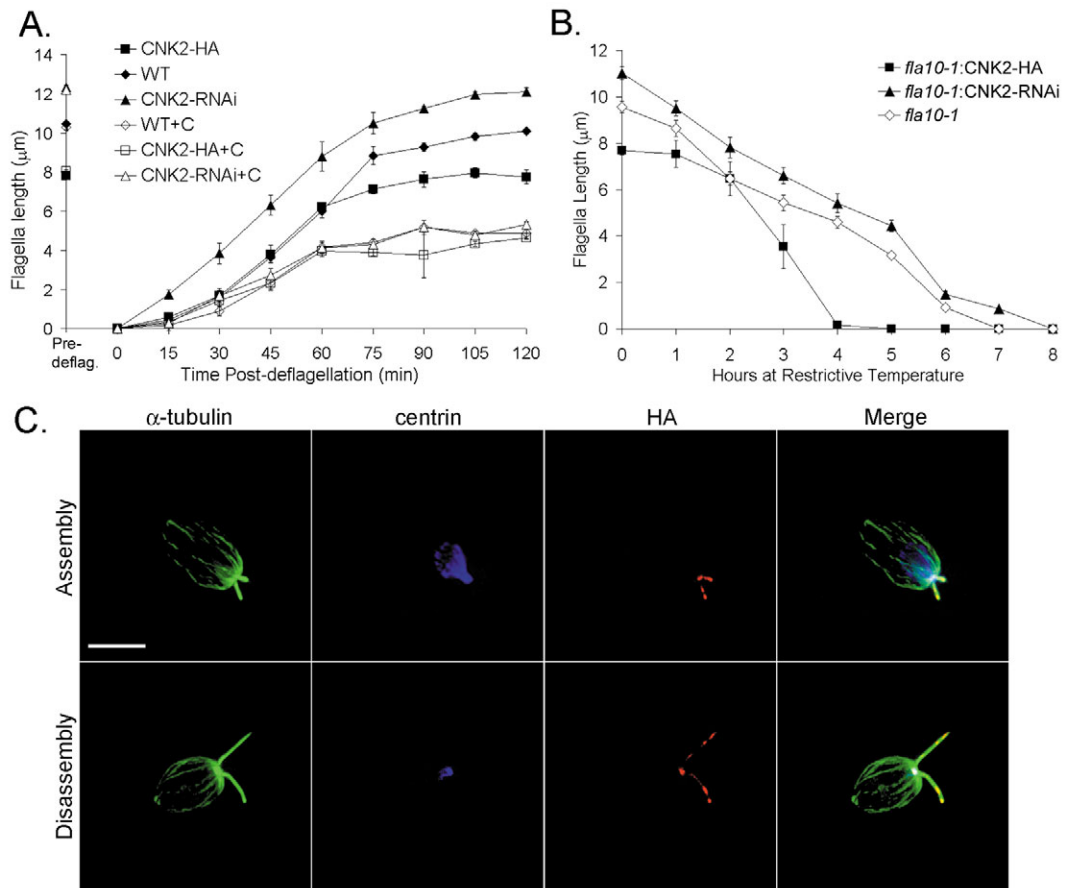 A.
CNK2-HA
WT
CNK2-RNAi
WT+C
CNK2-HA+C
CNK2-RNAi+C
Flagella length (µm)
14
12
10
8
6
4
2
0
Pre-
deflag.
0 15 30 45 60 75 90 105 120
Time Post-deflagellation (min)
B.
fla10-1:CNK2-HA
fla10-1:CNK2-RNAi
fla10-1
Flagella Length (µm)
12
10
8
6
4
2
0
0 1 2 3 4 5 6 7 8
Hours at Restrictive Temperature
C.
α-tubulin centrin HA Merge
Assembly
Disassembly